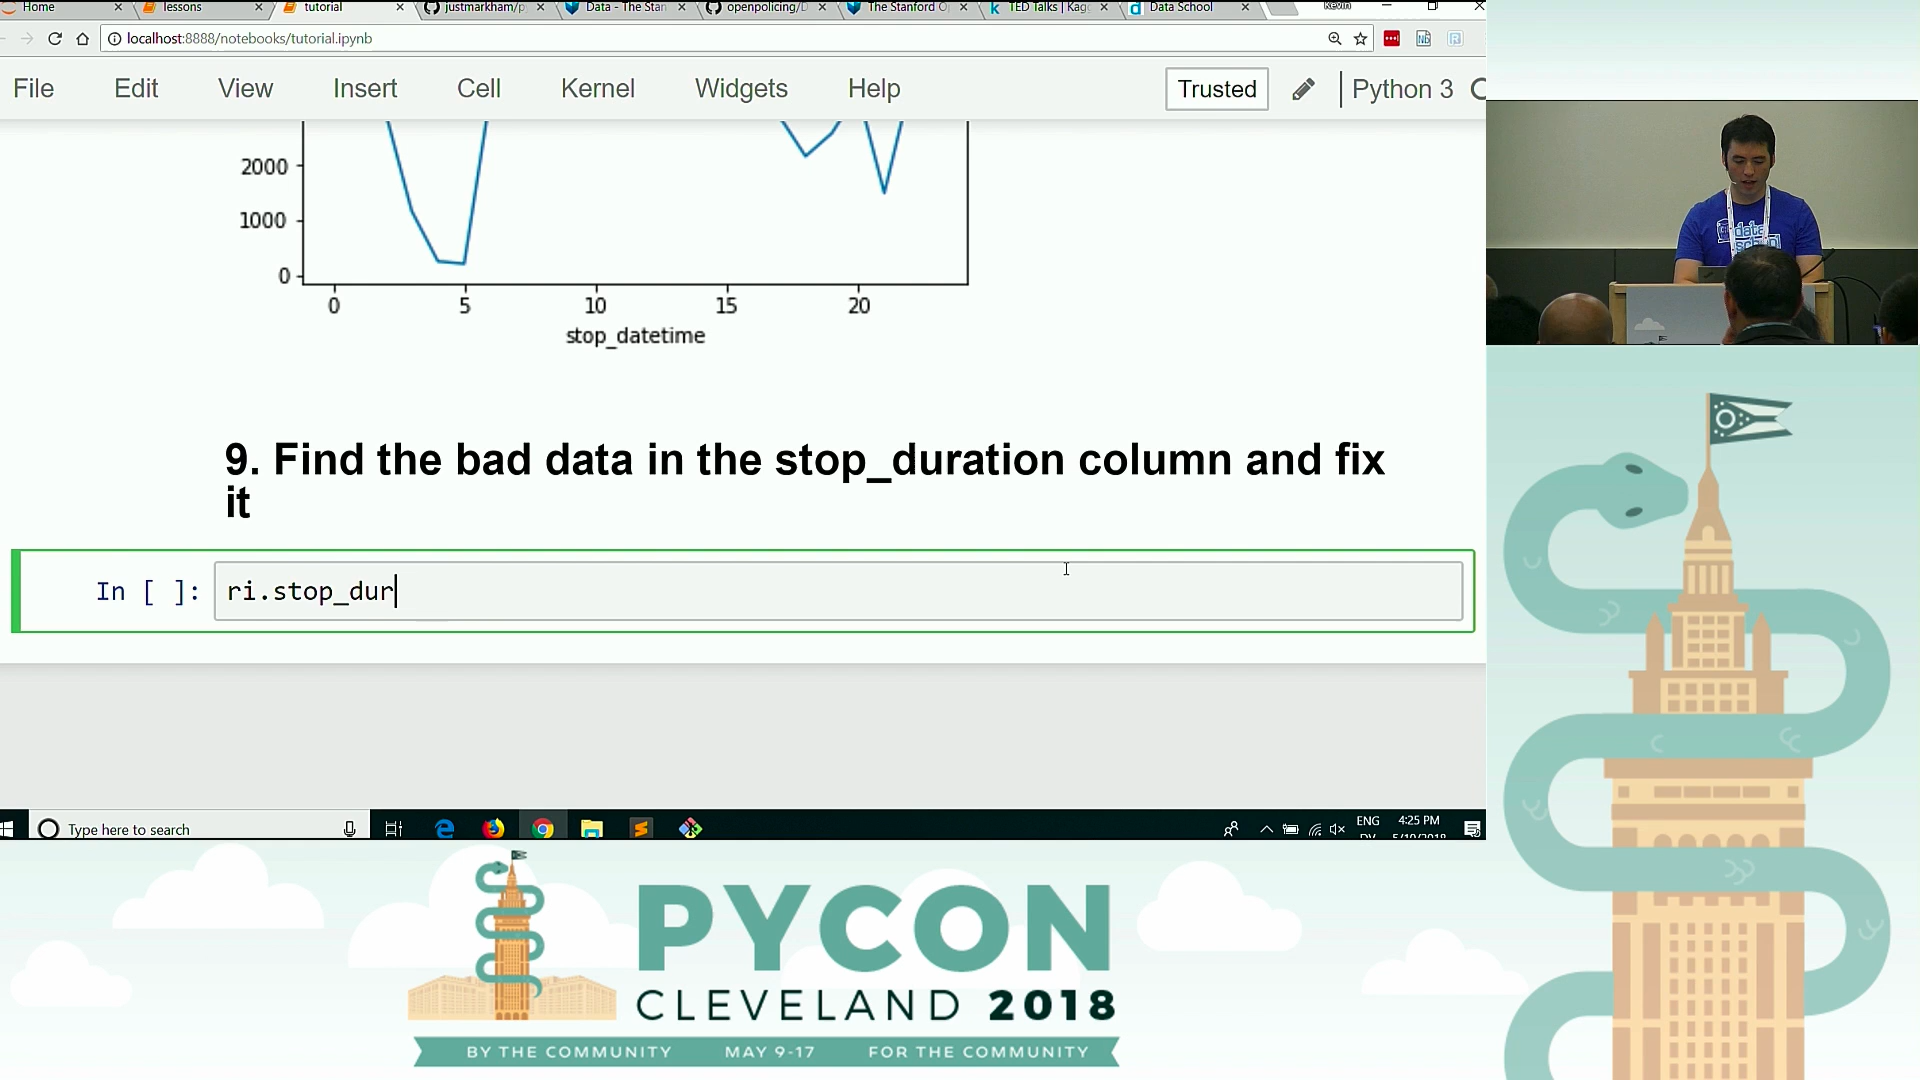 Home
lessons
tutorial
justmarkham/p
Data - The Stan
openpolicing/
The Stanford O
TED Talks | Kag
Data School
Kevin
localhost:8888/notebooks/tutorial.ipynb
File Edit View Insert Cell Kernel Widgets Help Trusted Python 3
2000
1000
0
0 5 10 15 20
stop_datetime
9. Find the bad data in the stop_duration column and fix
it
In [ ]: ri.stop_dur
data
school
Type here to search
ENG
4:25 PM
PYCON
CLEVELAND 2018
BY THE COMMUNITY MAY 9-17 FOR THE COMMUNITY